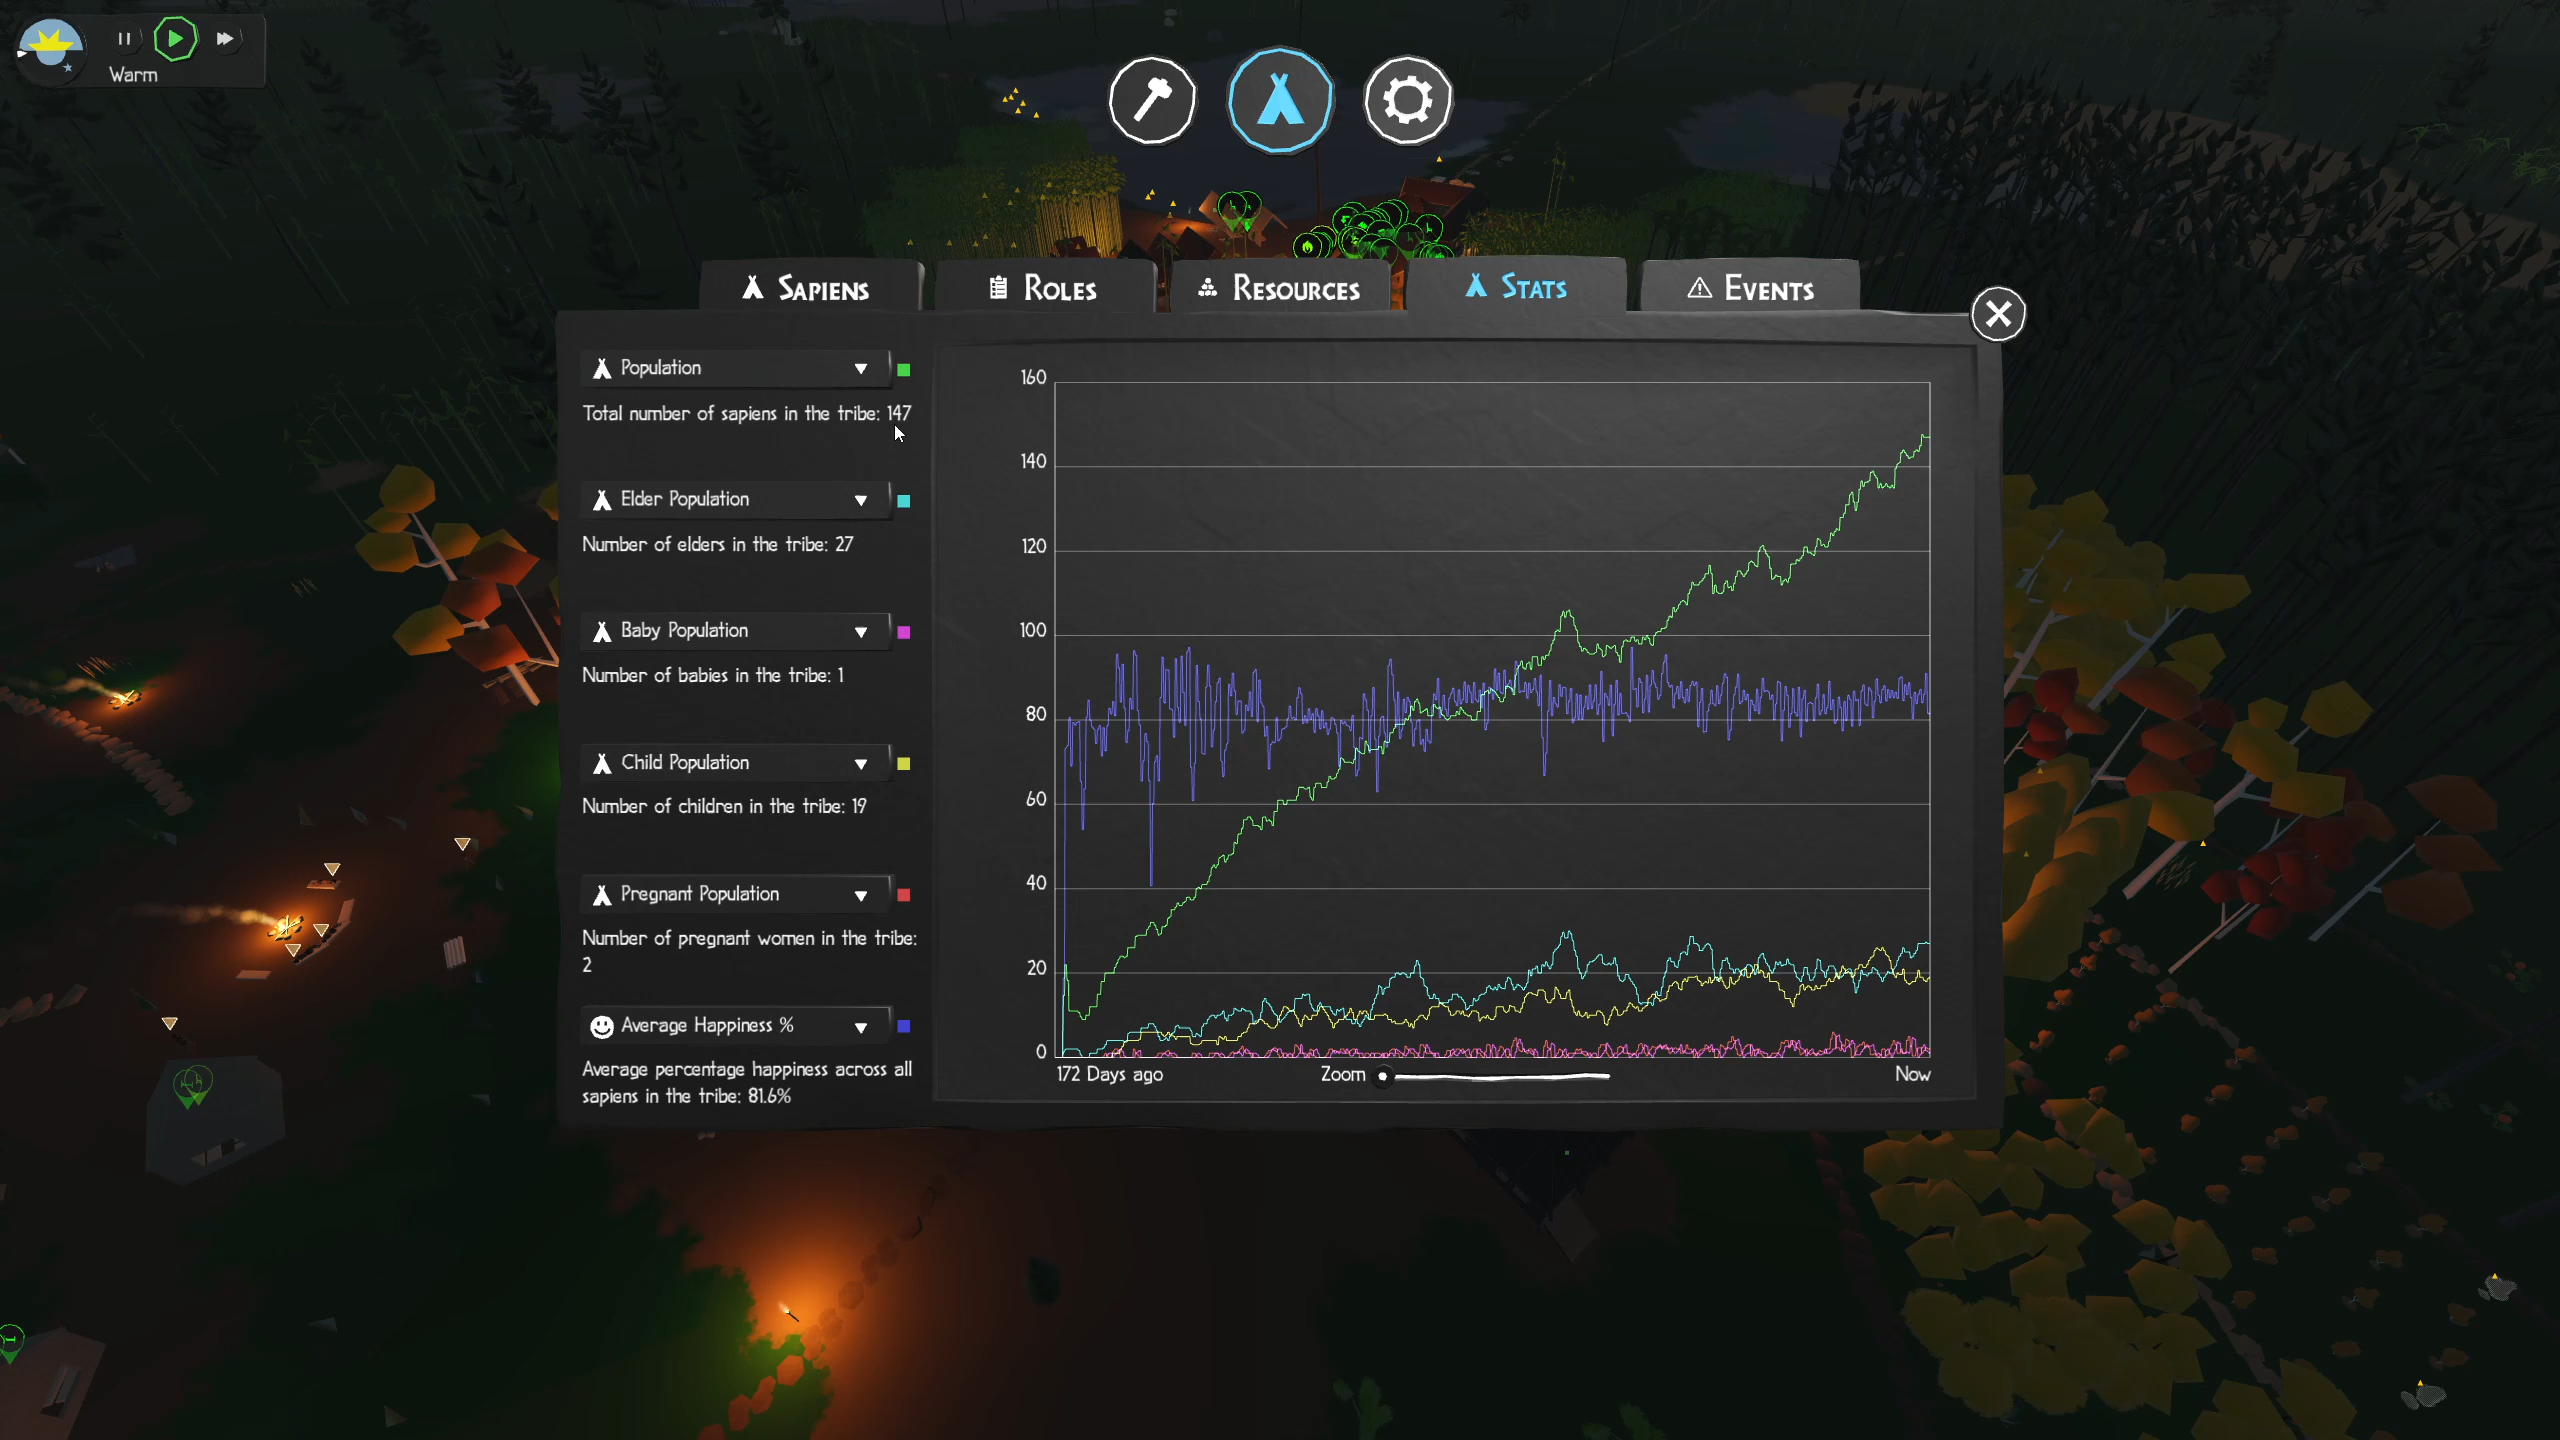 Warm
Sapiens
Roles
Resources
Stats
Events
Population
Total number of sapiens in the tribe: 147
Elder Population
Number of elders in the tribe: 27
Baby Population
Number of babies in the tribe: 1
Child Population
Number of children in the tribe: 19
Pregnant Population
Number of pregnant women in the tribe:
2
Average Happiness %
Average percentage happiness across all
sapiens in the tribe: 81.6%
160
140
120
100
80
60
40
20
0
172 Days ago
Zoom
Now